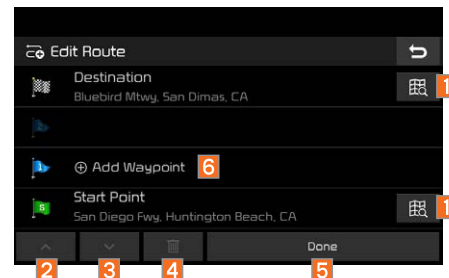 Edit Route
Destination
Bluebird Mtwy, San Dimas, CA
1
1
⊕ Add Waypoint 6
S
Start Point
San Diego Fwy, Huntington Beach, CA
1
Done
2 3 4 5